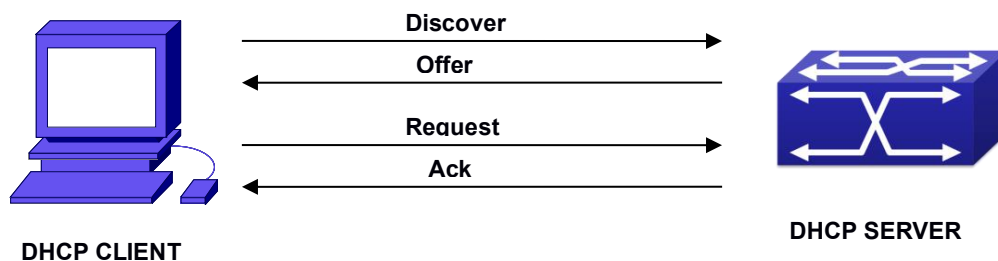 Discover
Offer
Request
Ack
DHCP CLIENT
DHCP SERVER